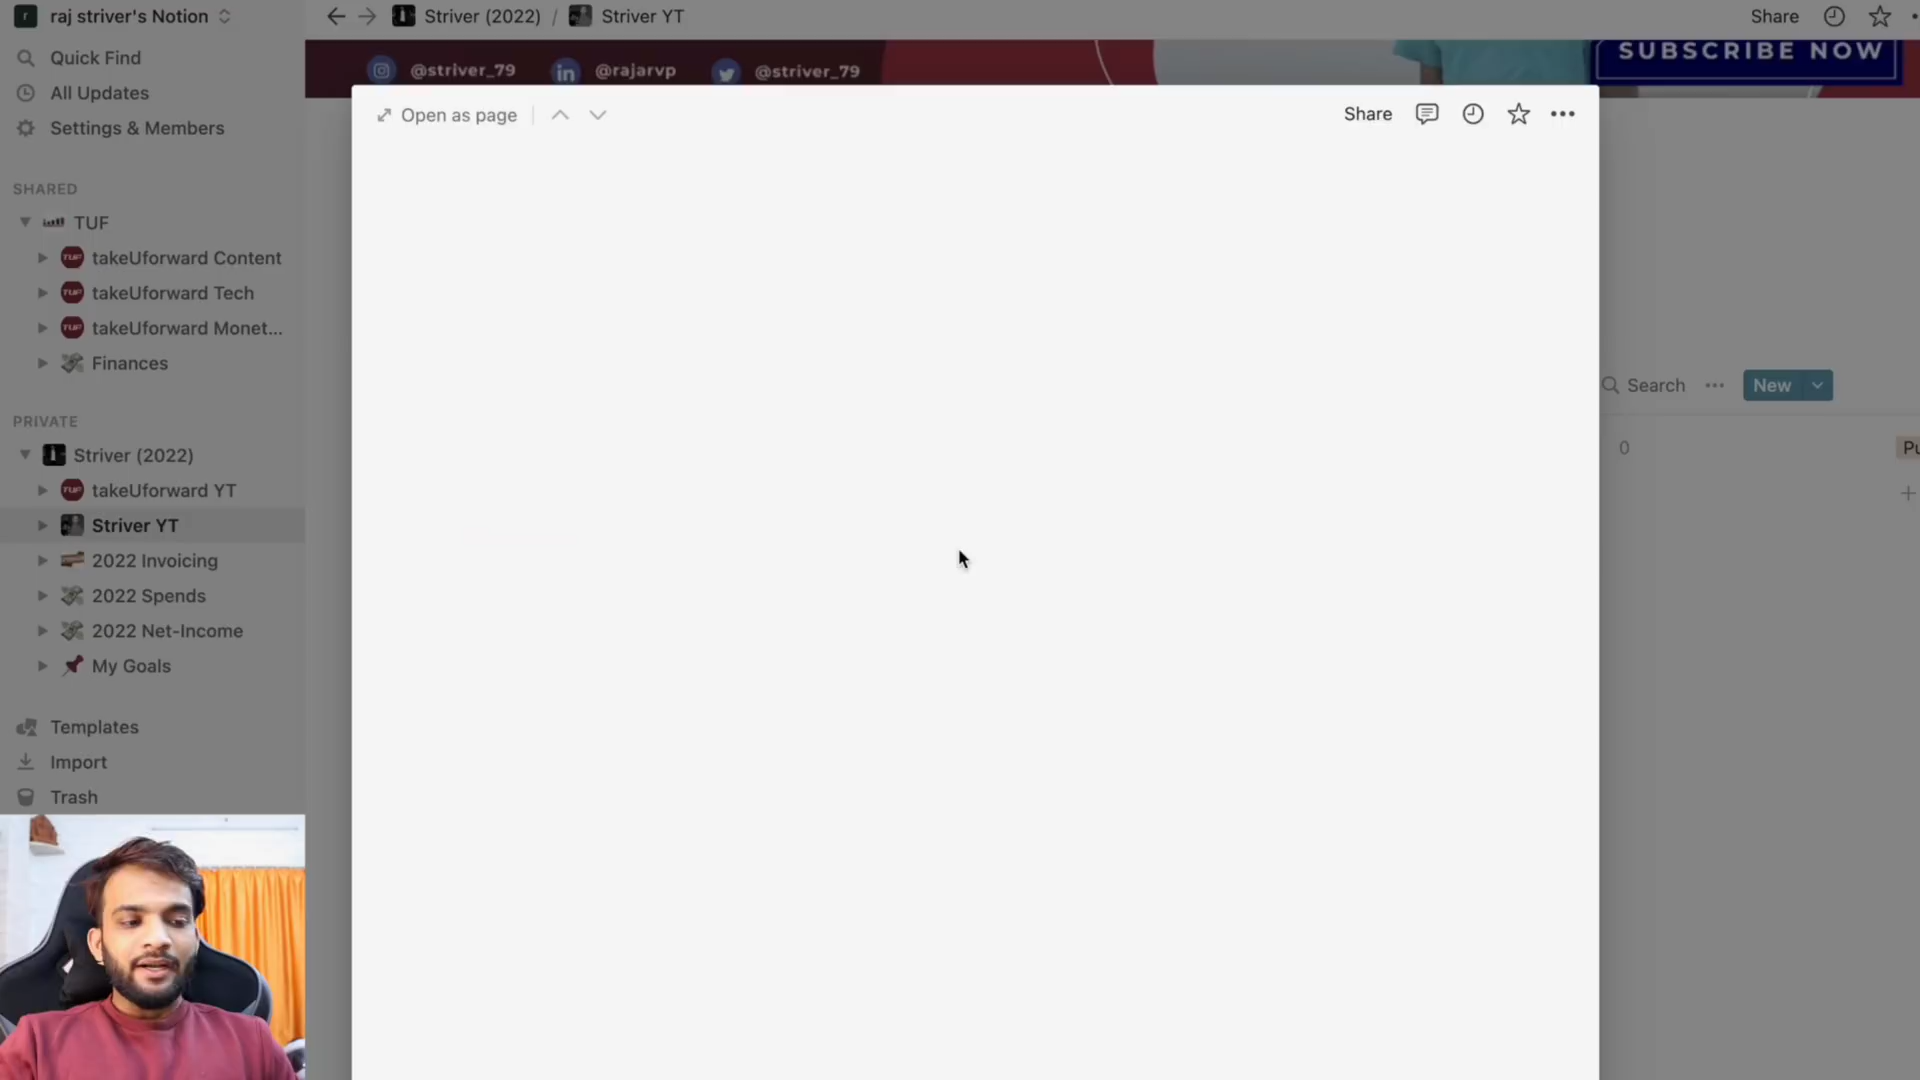 raj striver's Notion
Striver (2022) / Striver YT
Share
Quick Find
All Updates
Settings & Members
@striver_79
@rajarvp
@striver_79
SUBSCRIBE NOW
Open as page
Share
SHARED
TUF
takeUforward Content
takeUforward Tech
takeUforward Monet...
Finances
Search
New
0
Pu
PRIVATE
Striver (2022)
takeUforward YT
Striver YT
2022 Invoicing
2022 Spends
2022 Net-Income
My Goals
Templates
Import
Trash